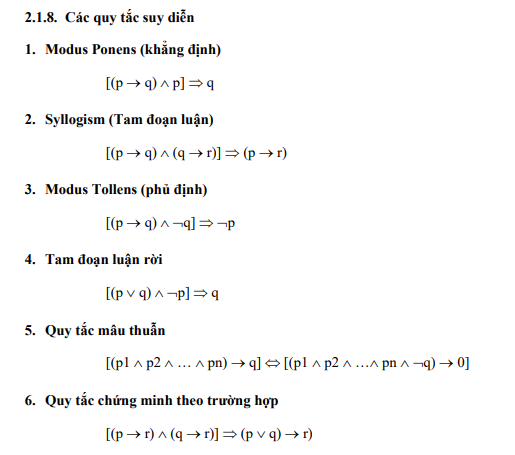 2.1.8. Các quy tắc suy diễn
1. Modus Ponens (khẳng định)
[(p → q) ∧ p] ⇒ q
2. Syllogism (Tam đoạn luận)
[(p → q) ∧ (q → r)] ⇒ (p → r)
3. Modus Tollens (phủ định)
[(p → q) ∧ ¬q] ⇒ ¬p
4. Tam đoạn luận rời
[(p ∨ q) ∧ ¬p] ⇒ q
5. Quy tắc mâu thuẫn
[(p1 ∧ p2 ∧ … ∧ pn) → q] ⇔ [(p1 ∧ p2 ∧ …∧ pn ∧ ¬q) → 0]
6. Quy tắc chứng minh theo trường hợp
[(p → r) ∧ (q → r)] ⇒ (p ∨ q) → r)